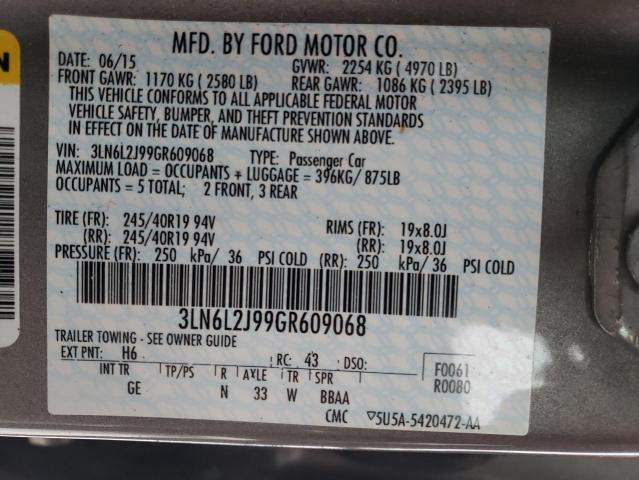 N
MFD. BY FORD MOTOR CO.
DATE: 06/15 GVWR: 2254 KG ( 4970 LB)
FRONT GAWR: 1170 KG ( 2580 LB) REAR GAWR: 1086 KG ( 2395 LB)
THIS VEHICLE CONFORMS TO ALL APPLICABLE FEDERAL MOTOR
VEHICLE SAFETY, BUMPER, AND THEFT PREVENTION STANDARDS
IN EFFECT ON THE DATE OF MANUFACTURE SHOWN ABOVE.
VIN: 3LN6L2J99GR609068 TYPE: Passenger Car
MAXIMUM LOAD = OCCUPANTS + LUGGAGE = 396KG/ 875LB
OCCUPANTS = 5 TOTAL; 2 FRONT, 3 REAR
TIRE (FR): 245/40R19 94V RIMS (FR): 19x8.0J
(RR): 245/40R19 94V (RR): 19x8.0J
PRESSURE (FR): 250 kPa/ 36 PSI COLD (RR): 250 kPa/ 36 PSI COLD
3LN6L2J99GR609068
TRAILER TOWING - SEE OWNER GUIDE
EXT PNT: H6 RC: 43 DSO: F0061
INT TR TP/PS R AXLE TR SPR R0080
GE N 33 W BBAA
CMC ▽5U5A-5420472-AA